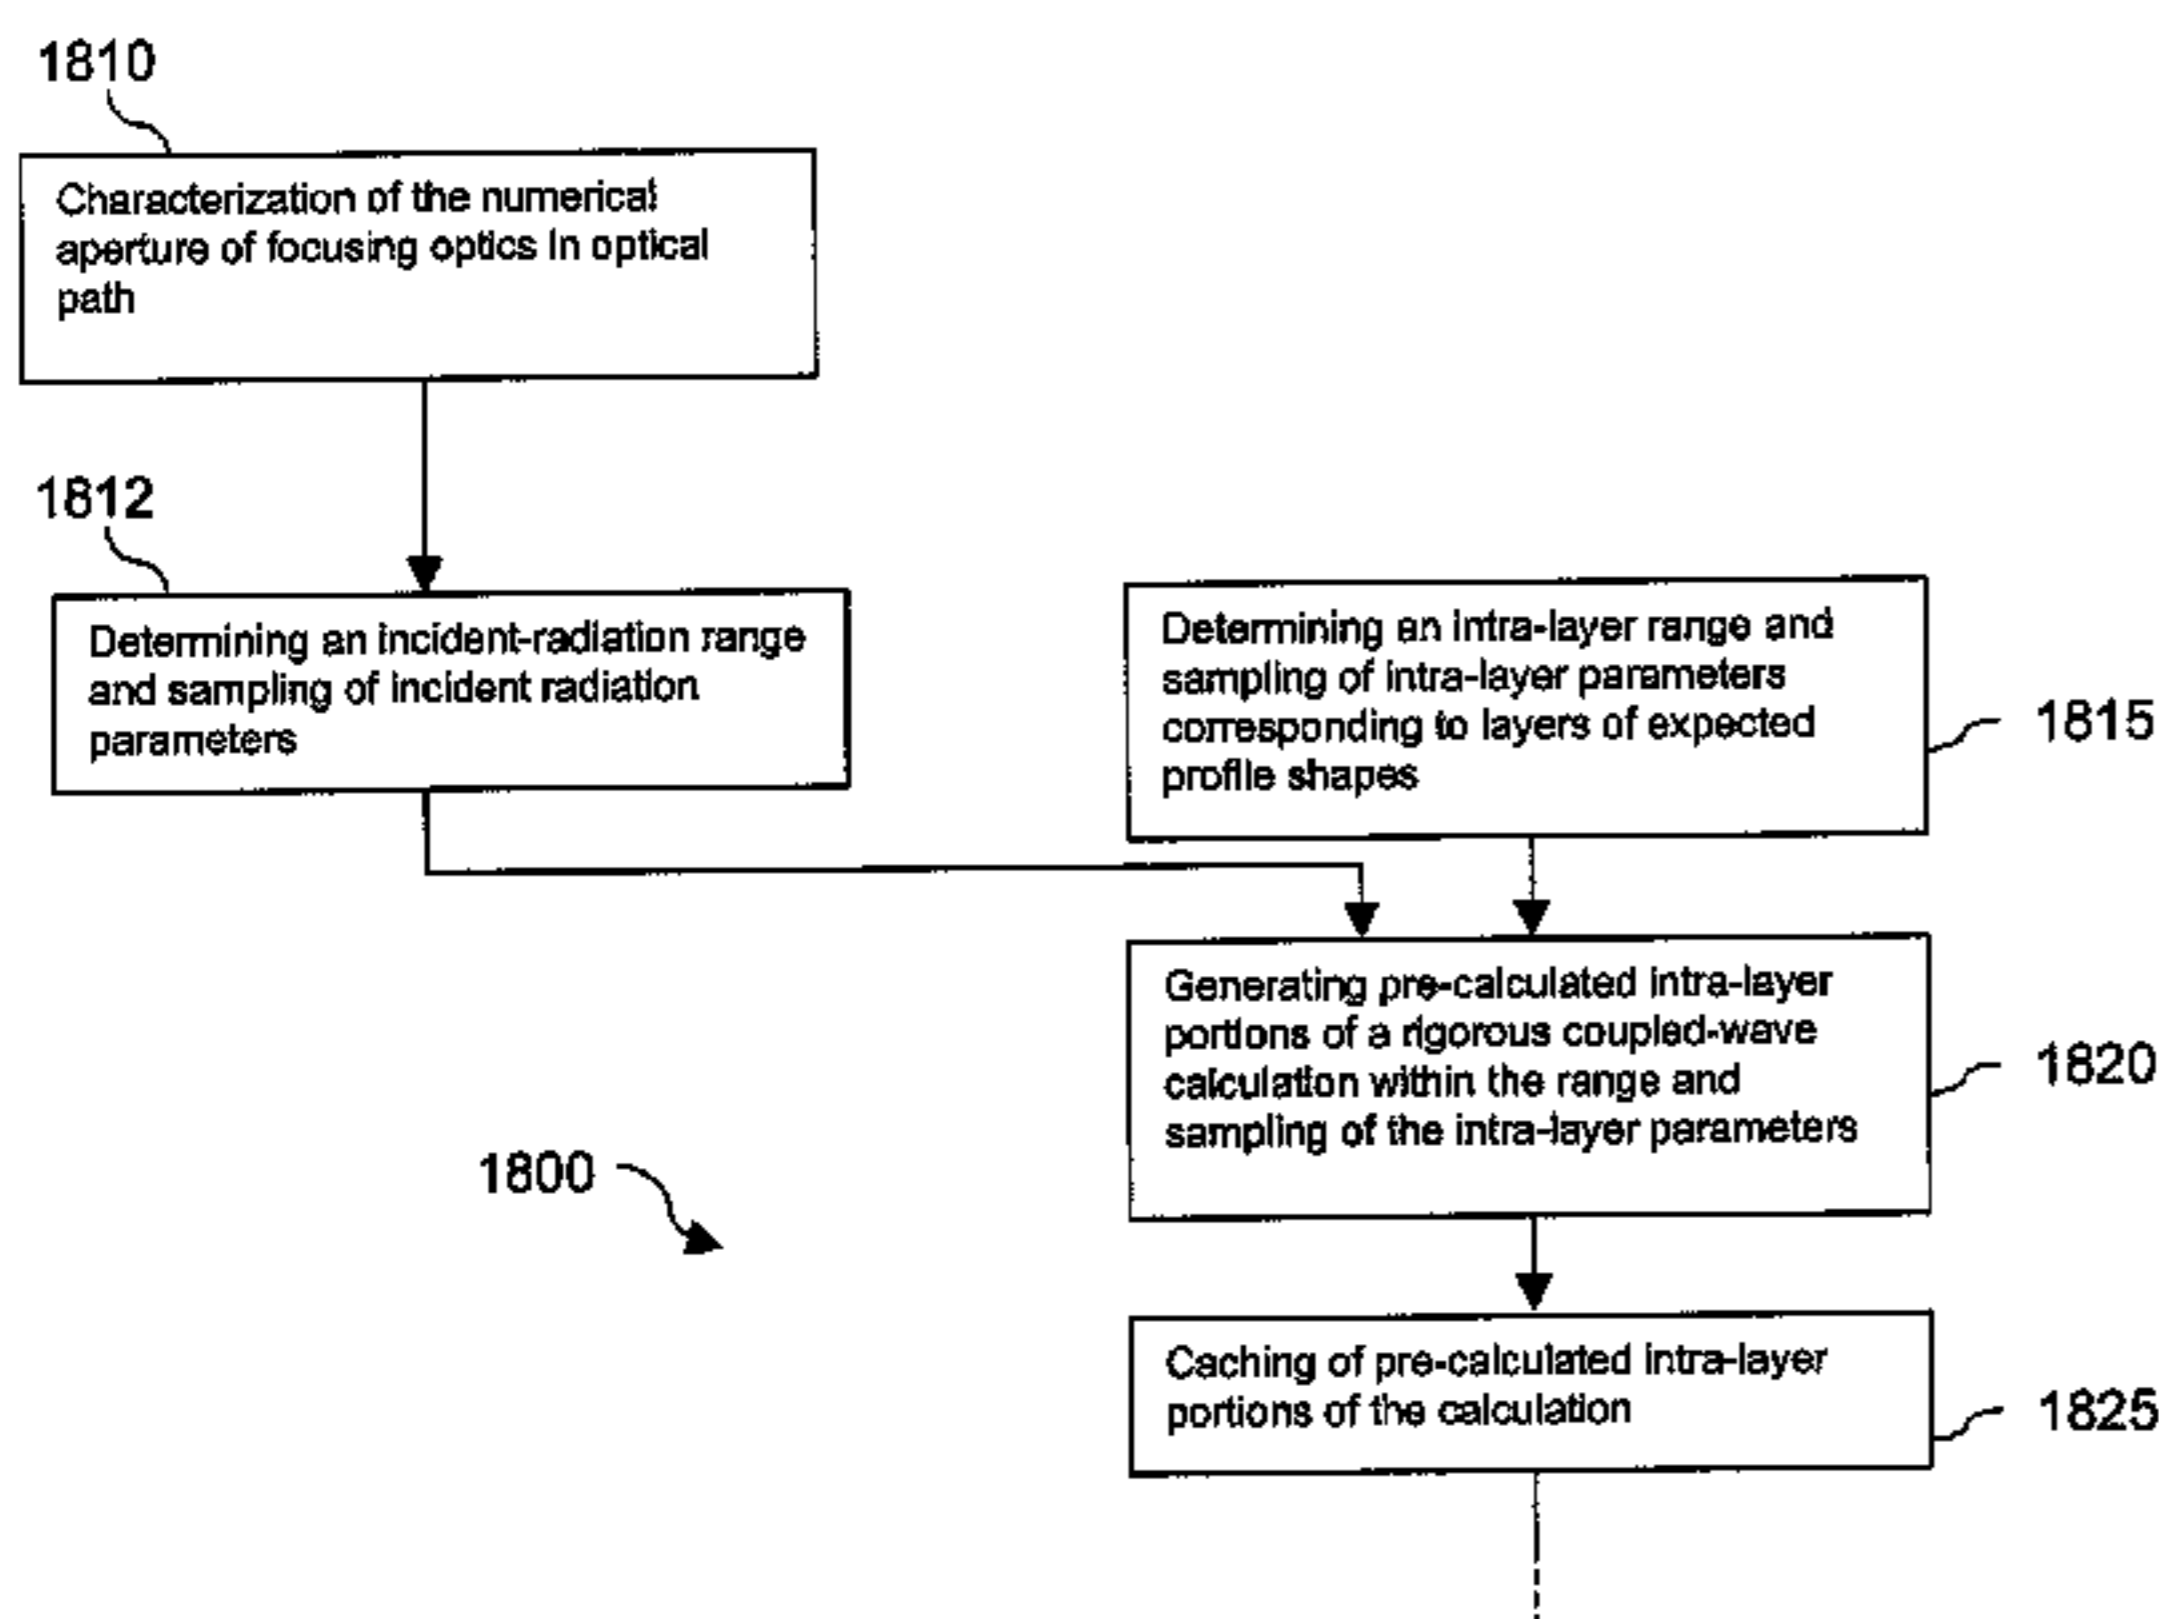 1810
Characterization of the numerical
aperture of focusing optics in optical
path
1812
Determining an incident-radiation range
and sampling of incident radiation
parameters
Determining an intra-layer range and
sampling of intra-layer parameters
corresponding to layers of expected
profile shapes
1815
Generating pre-calculated intra-layer
portions of a rigorous coupled-wave
calculation within the range and
sampling of the intra-layer parameters
1820
1800
Caching of pre-calculated intra-layer
portions of the calculation
1825